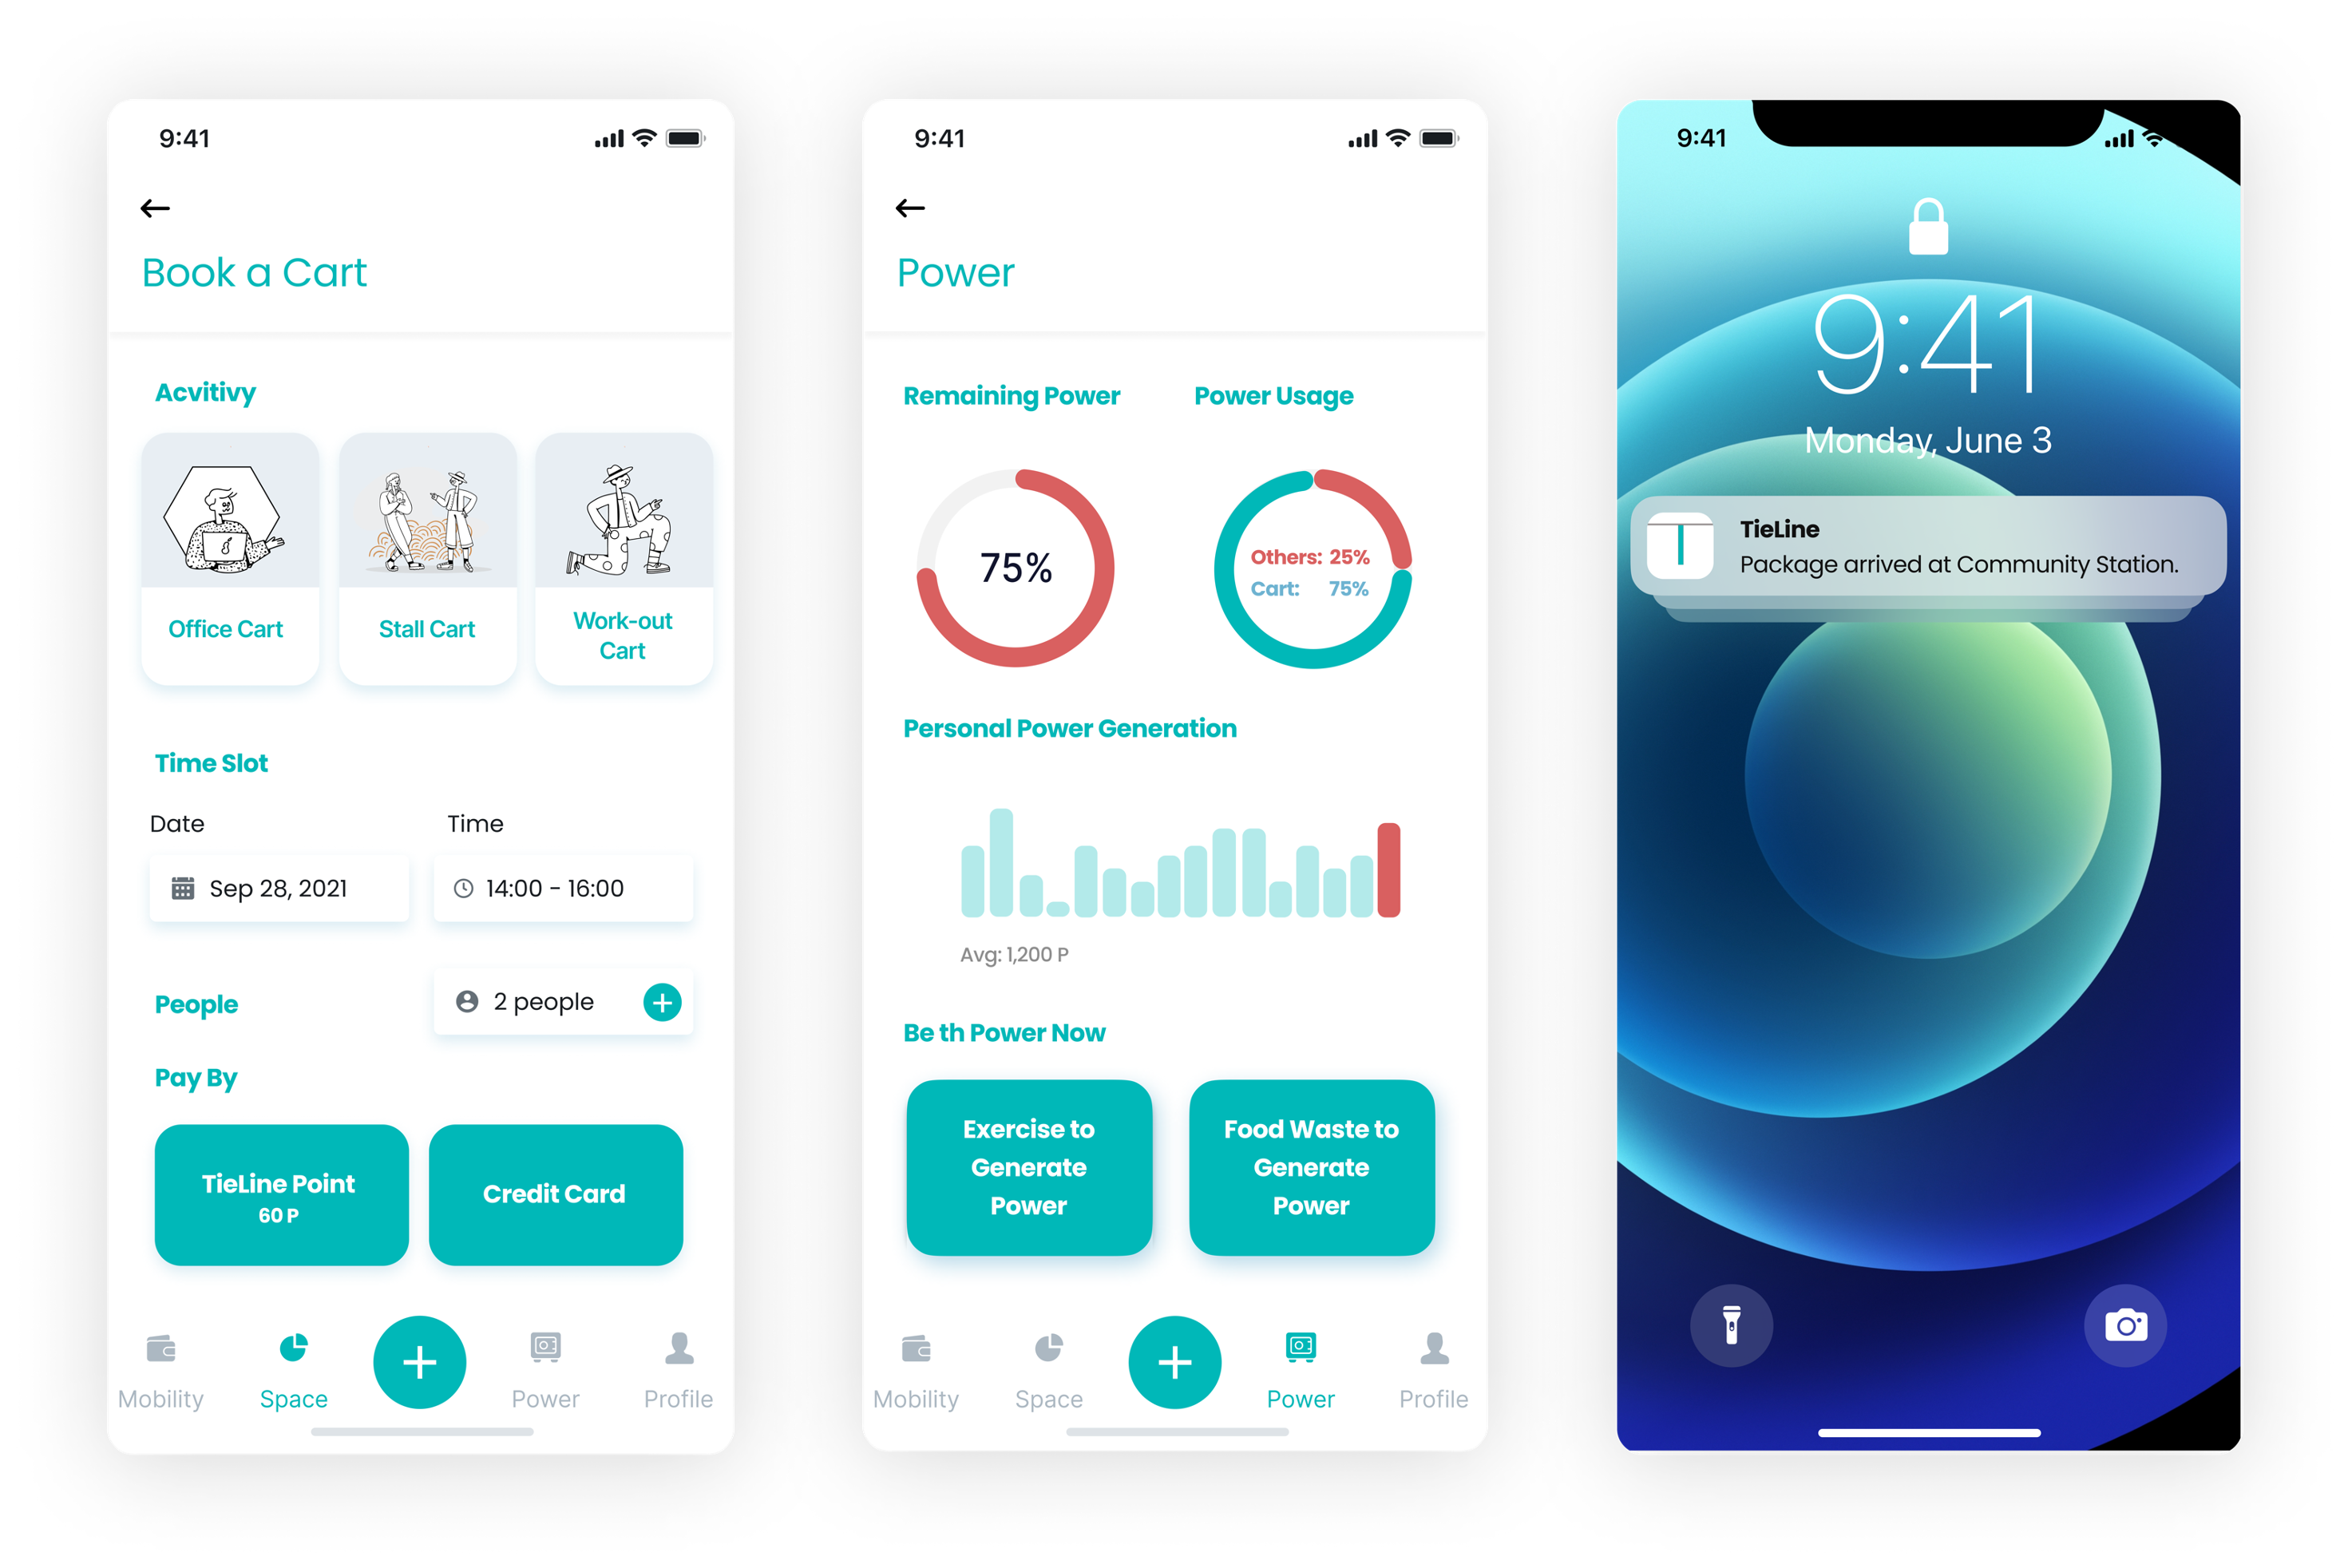 9:41
Book a Cart
Acvitivy
Office Cart
Stall Cart
Work-out
Cart
Time Slot
Date
Time
Sep 28, 2021
14:00 - 16:00
People
2 people
Pay By
TieLine Point
60 P
Credit Card
Mobility
Space
Power
Profile
9:41
Power
Remaining Power
Power Usage
75%
Others: 25%
Cart: 75%
Personal Power Generation
Avg: 1,200 P
Be th Power Now
Exercise to
Generate
Power
Food Waste to
Generate
Power
Mobility
Space
Power
Profile
9:41
9:41
Monday, June 3
TieLine
Package arrived at Community Station.